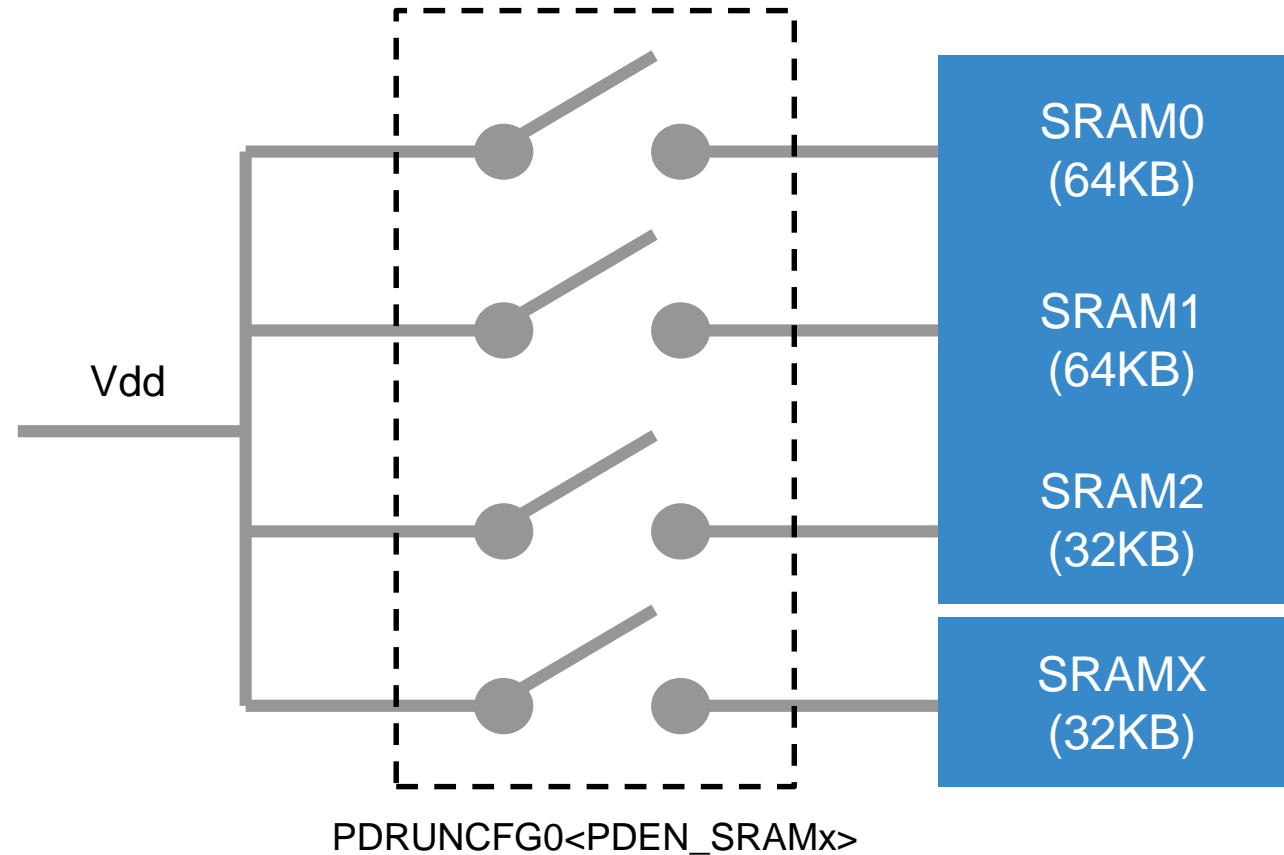 SRAM0
(64KB)
SRAM1
(64KB)
Vdd
SRAM2
(32KB)
SRAMX
(32KB)
PDRUNCFG0<PDEN_SRAMx>